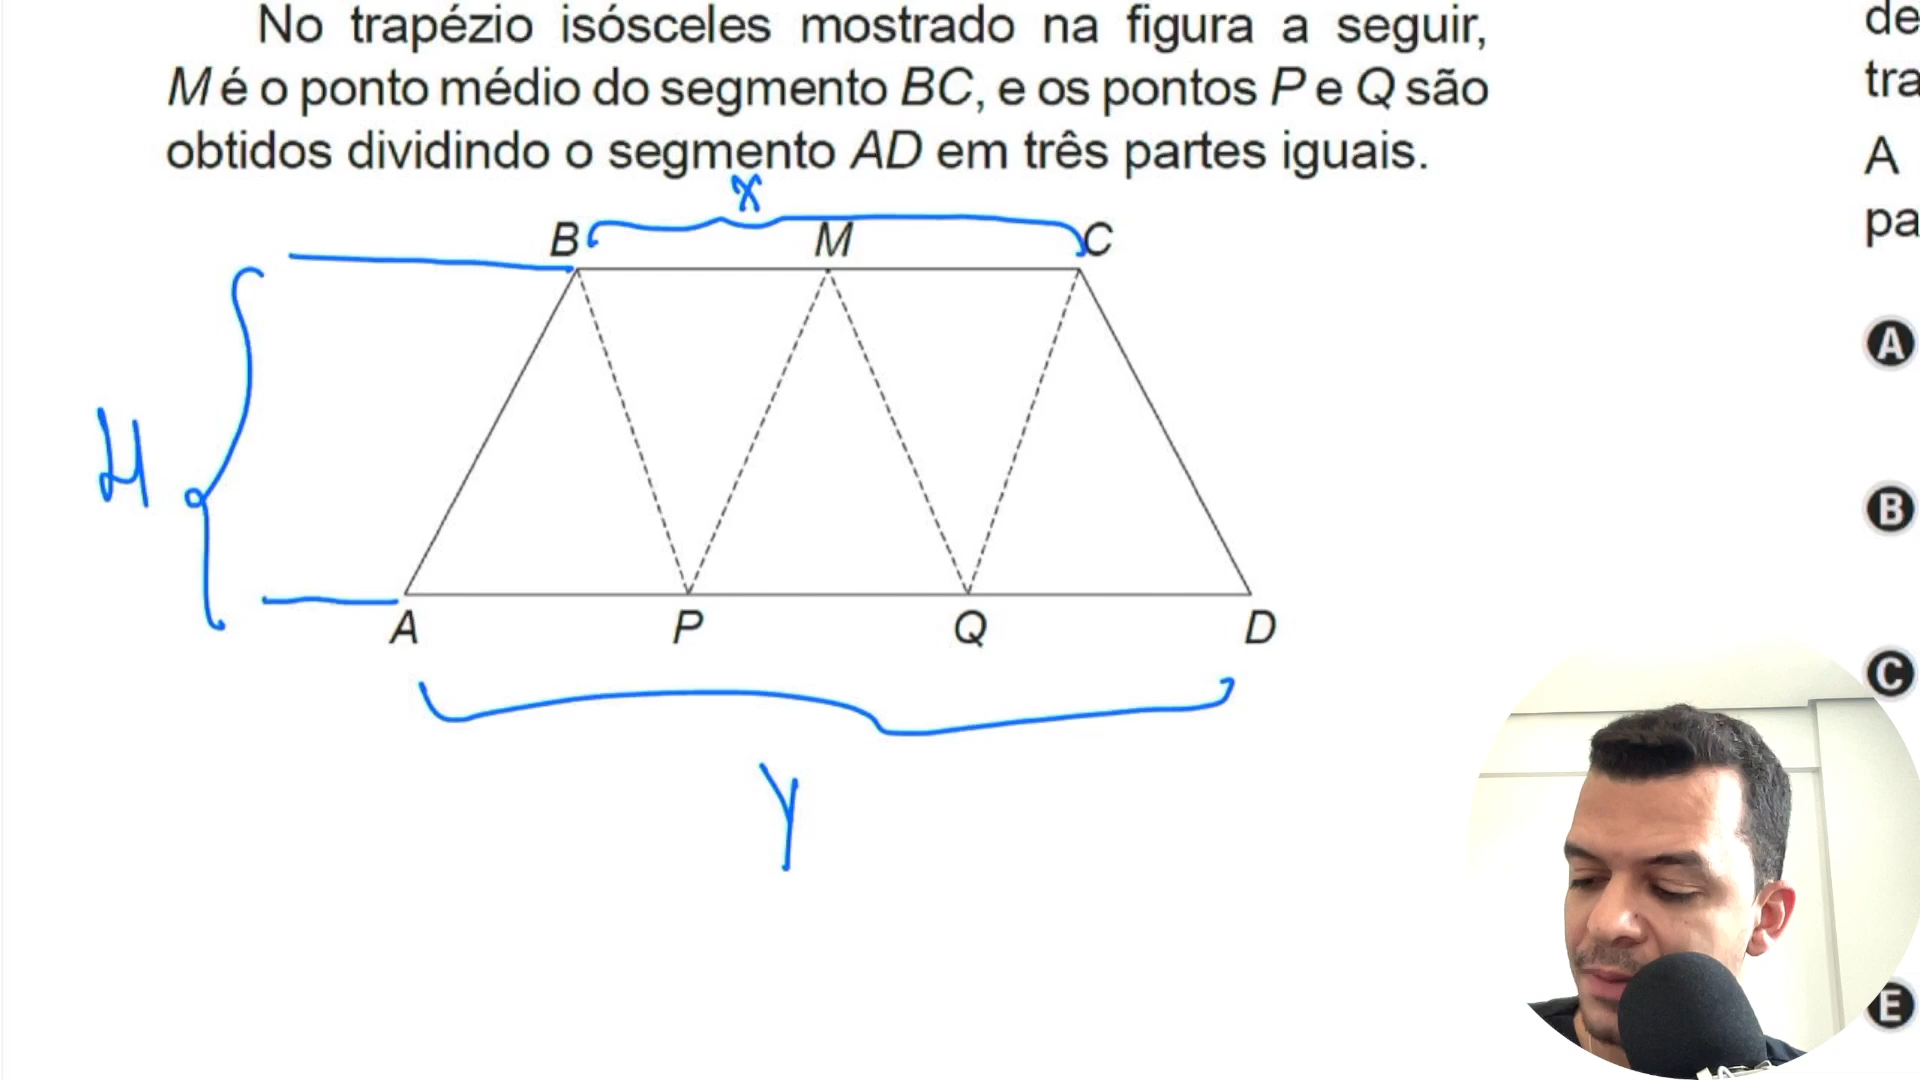 No trapézio isósceles mostrado na figura a seguir,
M é o ponto médio do segmento BC, e os pontos P e Q são
obtidos dividindo o segmento AD em três partes iguais.
x
B M C
H
A P Q D
y
de
tra
A
pa
A
B
C
E